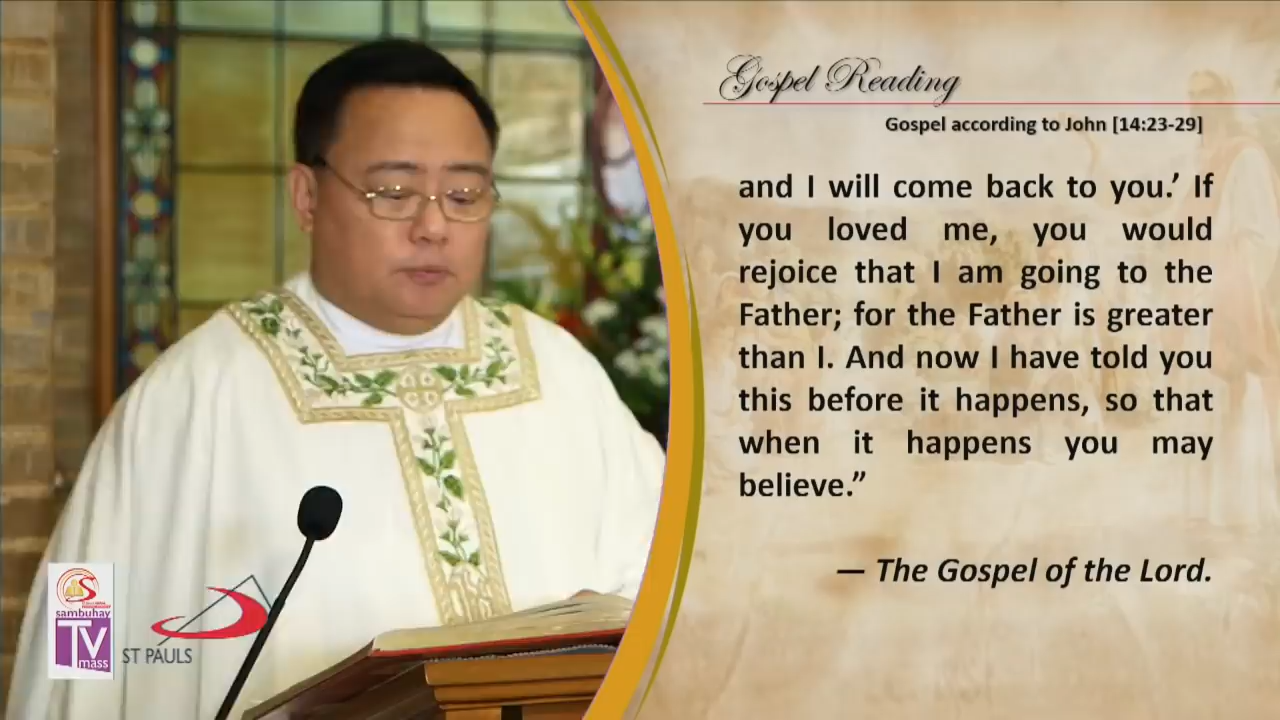 Gospel Reading
Gospel according to John [14:23-29]
and I will come back to you.’ If
you loved me, you would
rejoice that I am going to the
Father; for the Father is greater
than I. And now I have told you
this before it happens, so that
when it happens you may
believe.”
— The Gospel of the Lord.
sambuhay
TV
mass
ST PAULS